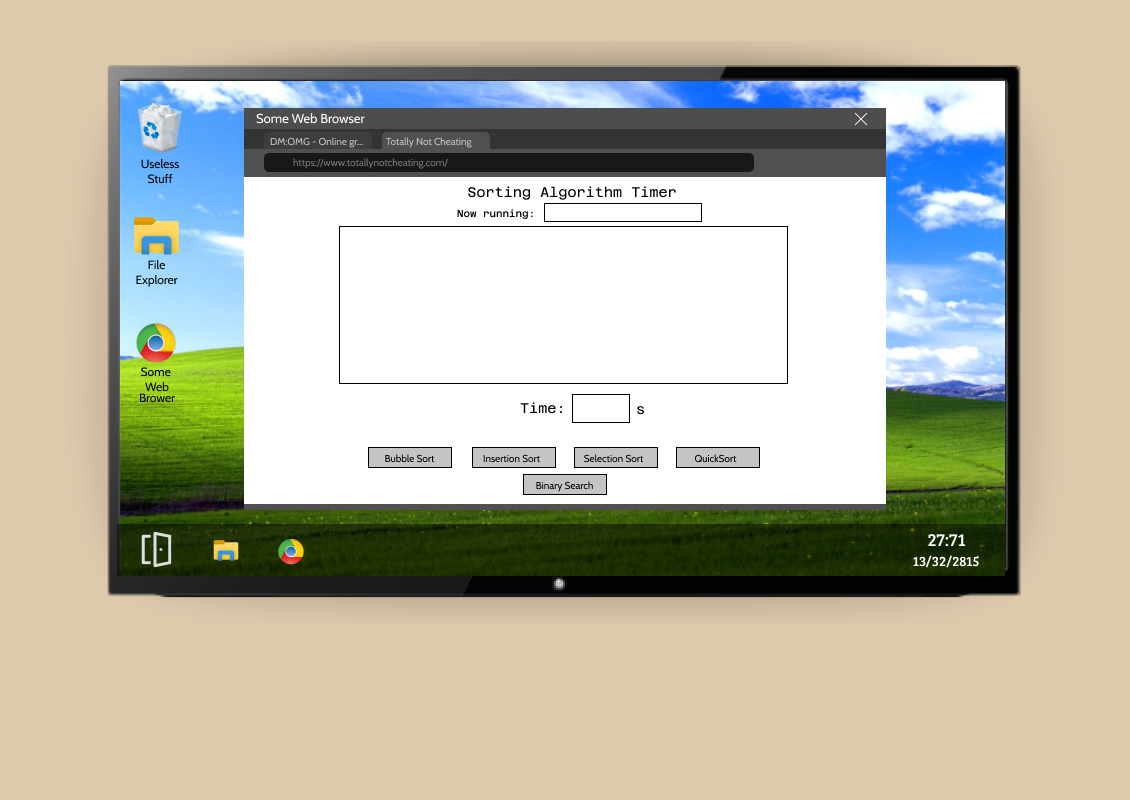 Useless
Stuff
File
Explorer
Some
Web
Brower
Some Web Browser
DM:OMG - Online gr...
Totally Not Cheating
https://www.totallynotcheating.com/
Sorting Algorithm Timer
Now running:
Time:
s
Bubble Sort
Insertion Sort
Selection Sort
QuickSort
Binary Search
27:71
13/32/2815